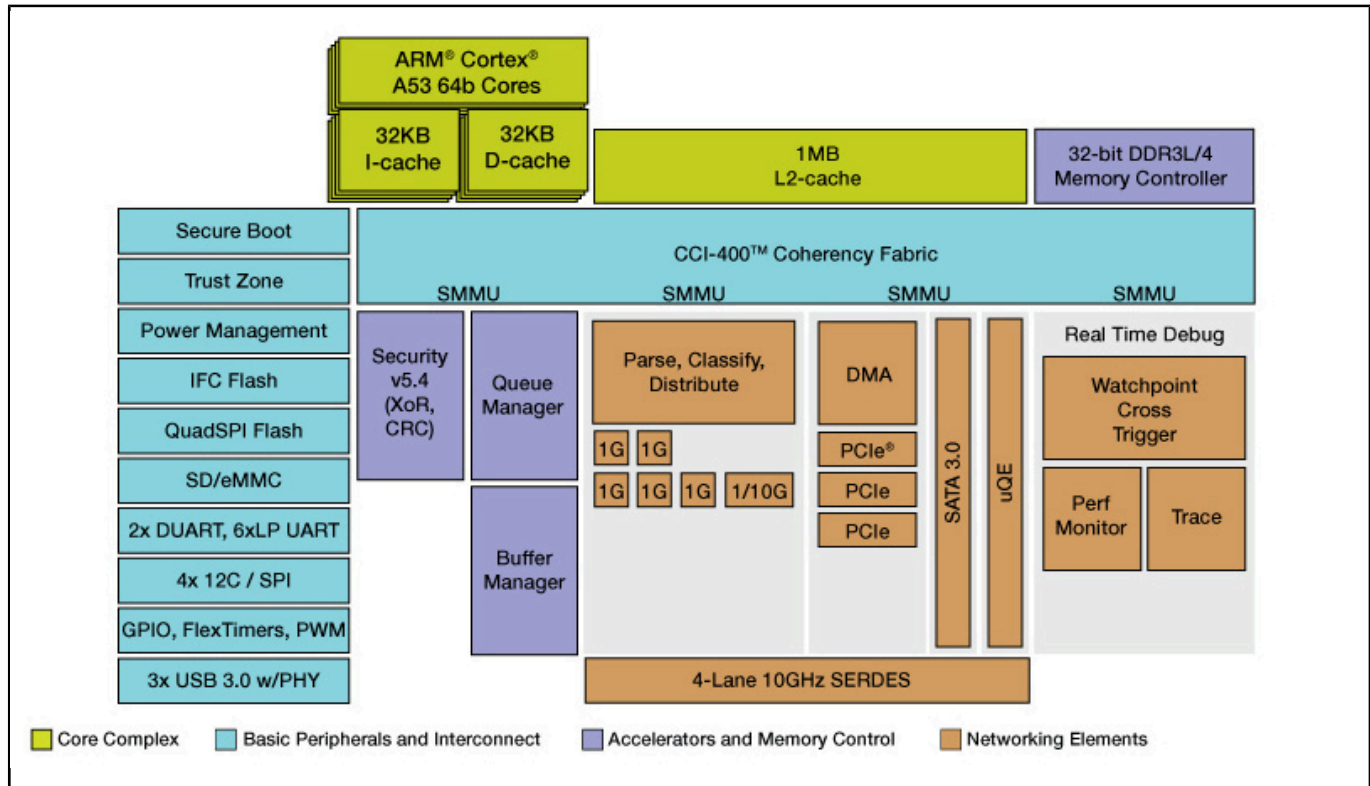 ARM® Cortex®
A53 64b Cores
32KB
I-cache
32KB
D-cache
1MB
L2-cache
32-bit DDR3L/4
Memory Controller
Secure Boot
Trust Zone
Power Management
IFC Flash
QuadSPI Flash
SD/eMMC
2x DUART, 6xLP UART
4x 12C / SPI
GPIO, FlexTimers, PWM
3x USB 3.0 w/PHY
CCI-400™ Coherency Fabric
SMMU
SMMU
SMMU
SMMU
Security
v5.4
(XoR,
CRC)
Queue
Manager
Buffer
Manager
Parse, Classify,
Distribute
1G
1G
1G
1G
1G
1/10G
DMA
PCIe®
PCIe
PCIe
SATA 3.0
uQE
Real Time Debug
Watchpoint
Cross
Trigger
Perf
Monitor
Trace
4-Lane 10GHz SERDES
Core Complex
Basic Peripherals and Interconnect
Accelerators and Memory Control
Networking Elements